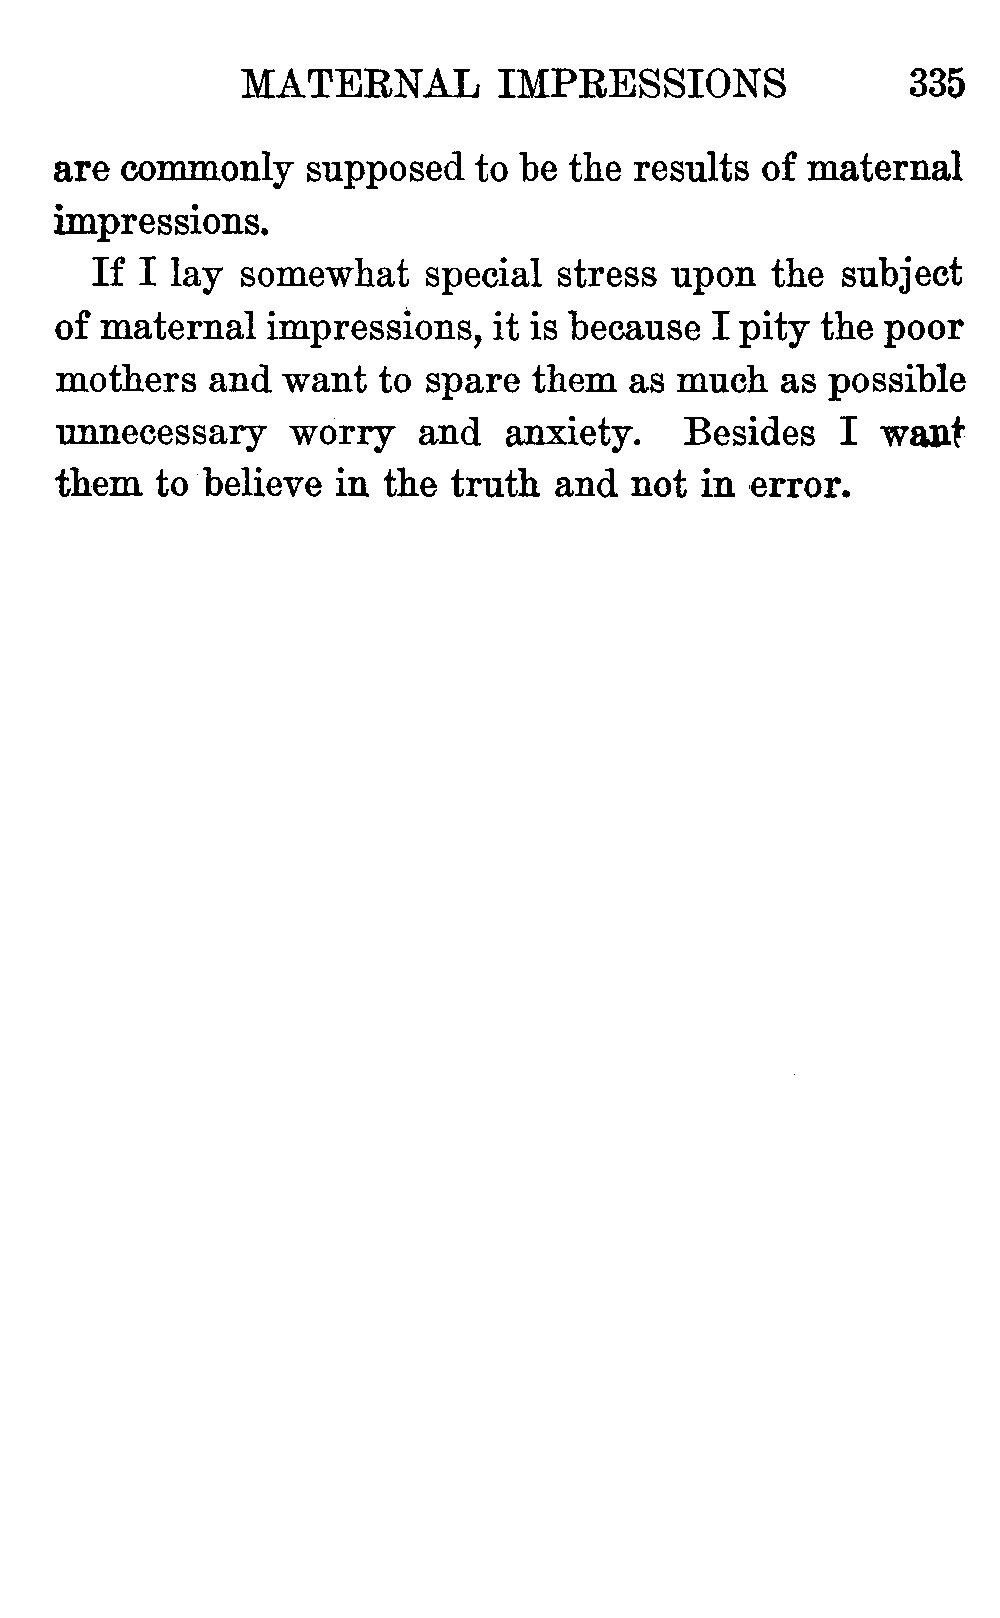 MATERNAL IMPRESSIONS 335
are commonly supposed to be the results of maternal
impressions.
If I lay somewhat special stress upon the subject
of maternal impressions, it is because I pity the poor
mothers and want to spare them as much as possible
unnecessary worry and anxiety. Besides I want
them to believe in the truth and not in error.